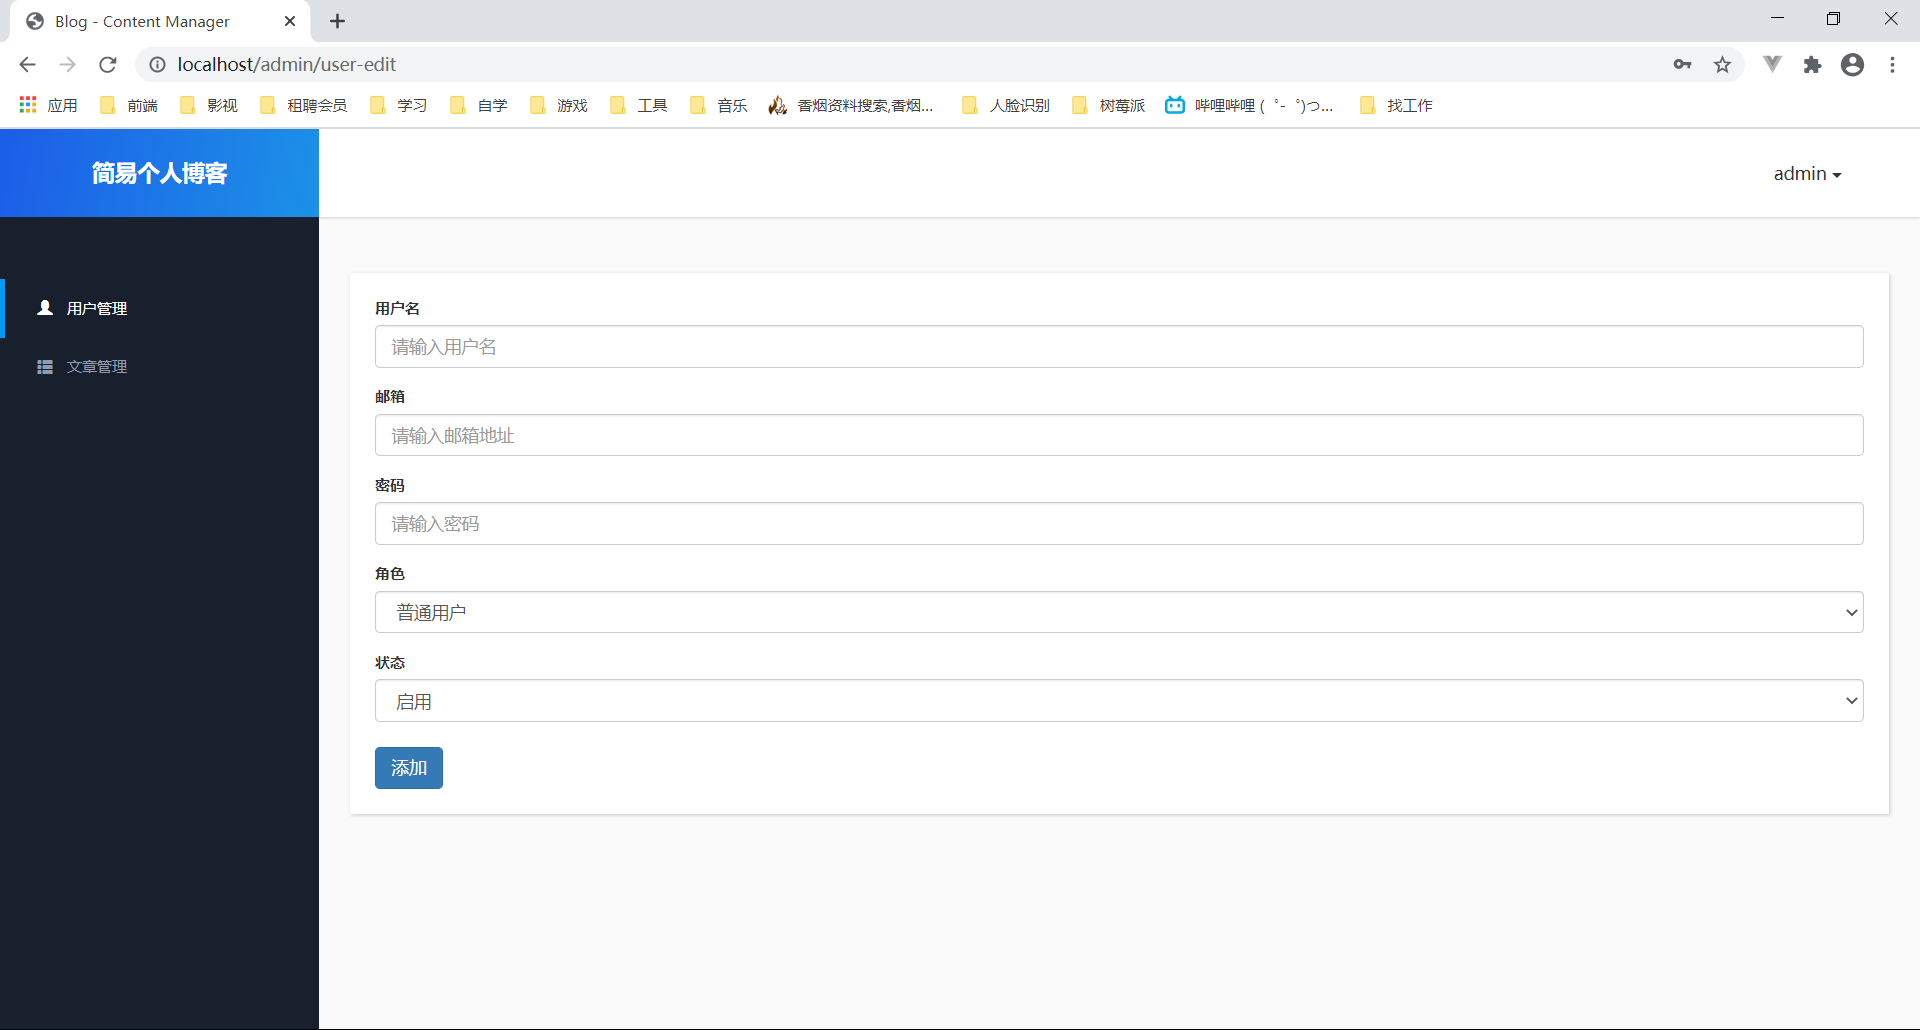 Blog - Content Manager
localhost/admin/user-edit
应用 前端 影视 租聘会员 学习 自学 游戏 工具 音乐 香烟资料搜索,香烟... 人脸识别 树莓派 哔哩哔哩 ( ゜- ゜)つ... 找工作
简易个人博客
admin
用户管理
文章管理
用户名
请输入用户名
邮箱
请输入邮箱地址
密码
请输入密码
角色
普通用户
状态
启用
添加